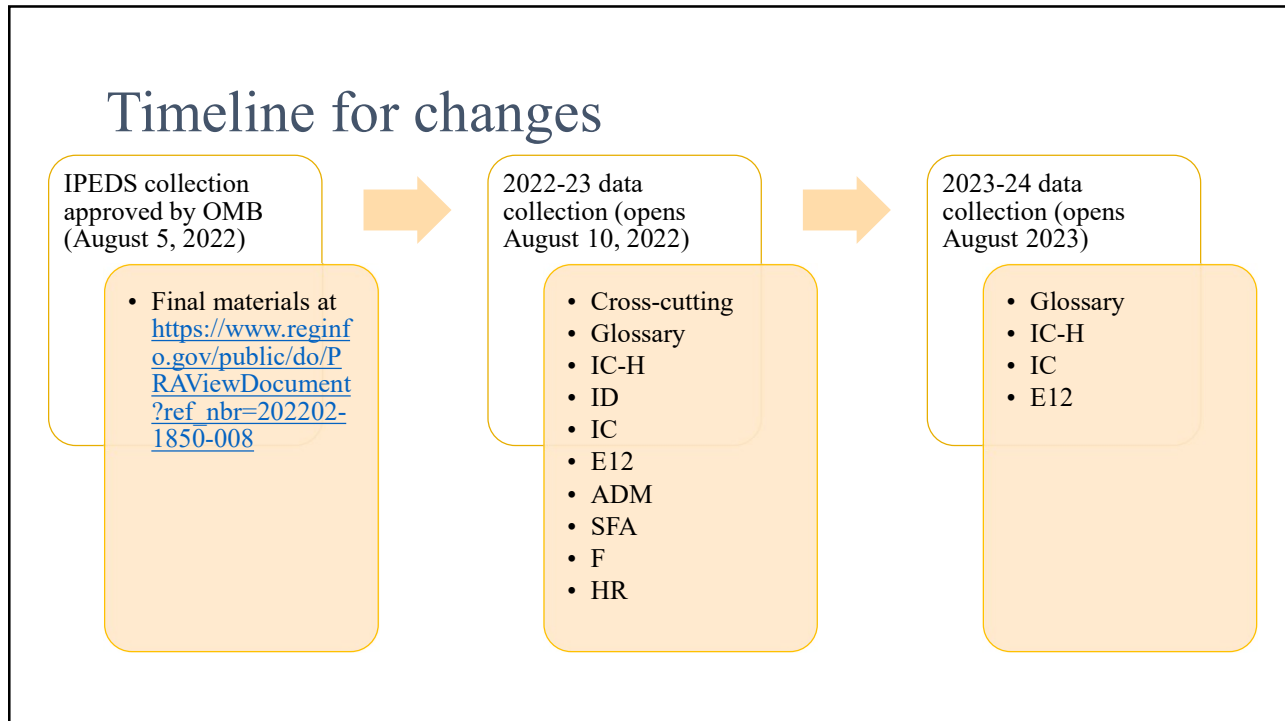 Timeline for changes
IPEDS collection
approved by OMB
(August 5, 2022)
• Final materials at
https://www.reginf
o.gov/public/do/P
RAViewDocument
?ref_nbr=202202-
1850-008
2022-23 data
collection (opens
August 10, 2022)
• Cross-cutting
• Glossary
• IC-H
• ID
• IC
• E12
• ADM
• SFA
• F
• HR
2023-24 data
collection (opens
August 2023)
• Glossary
• IC-H
• IC
• E12